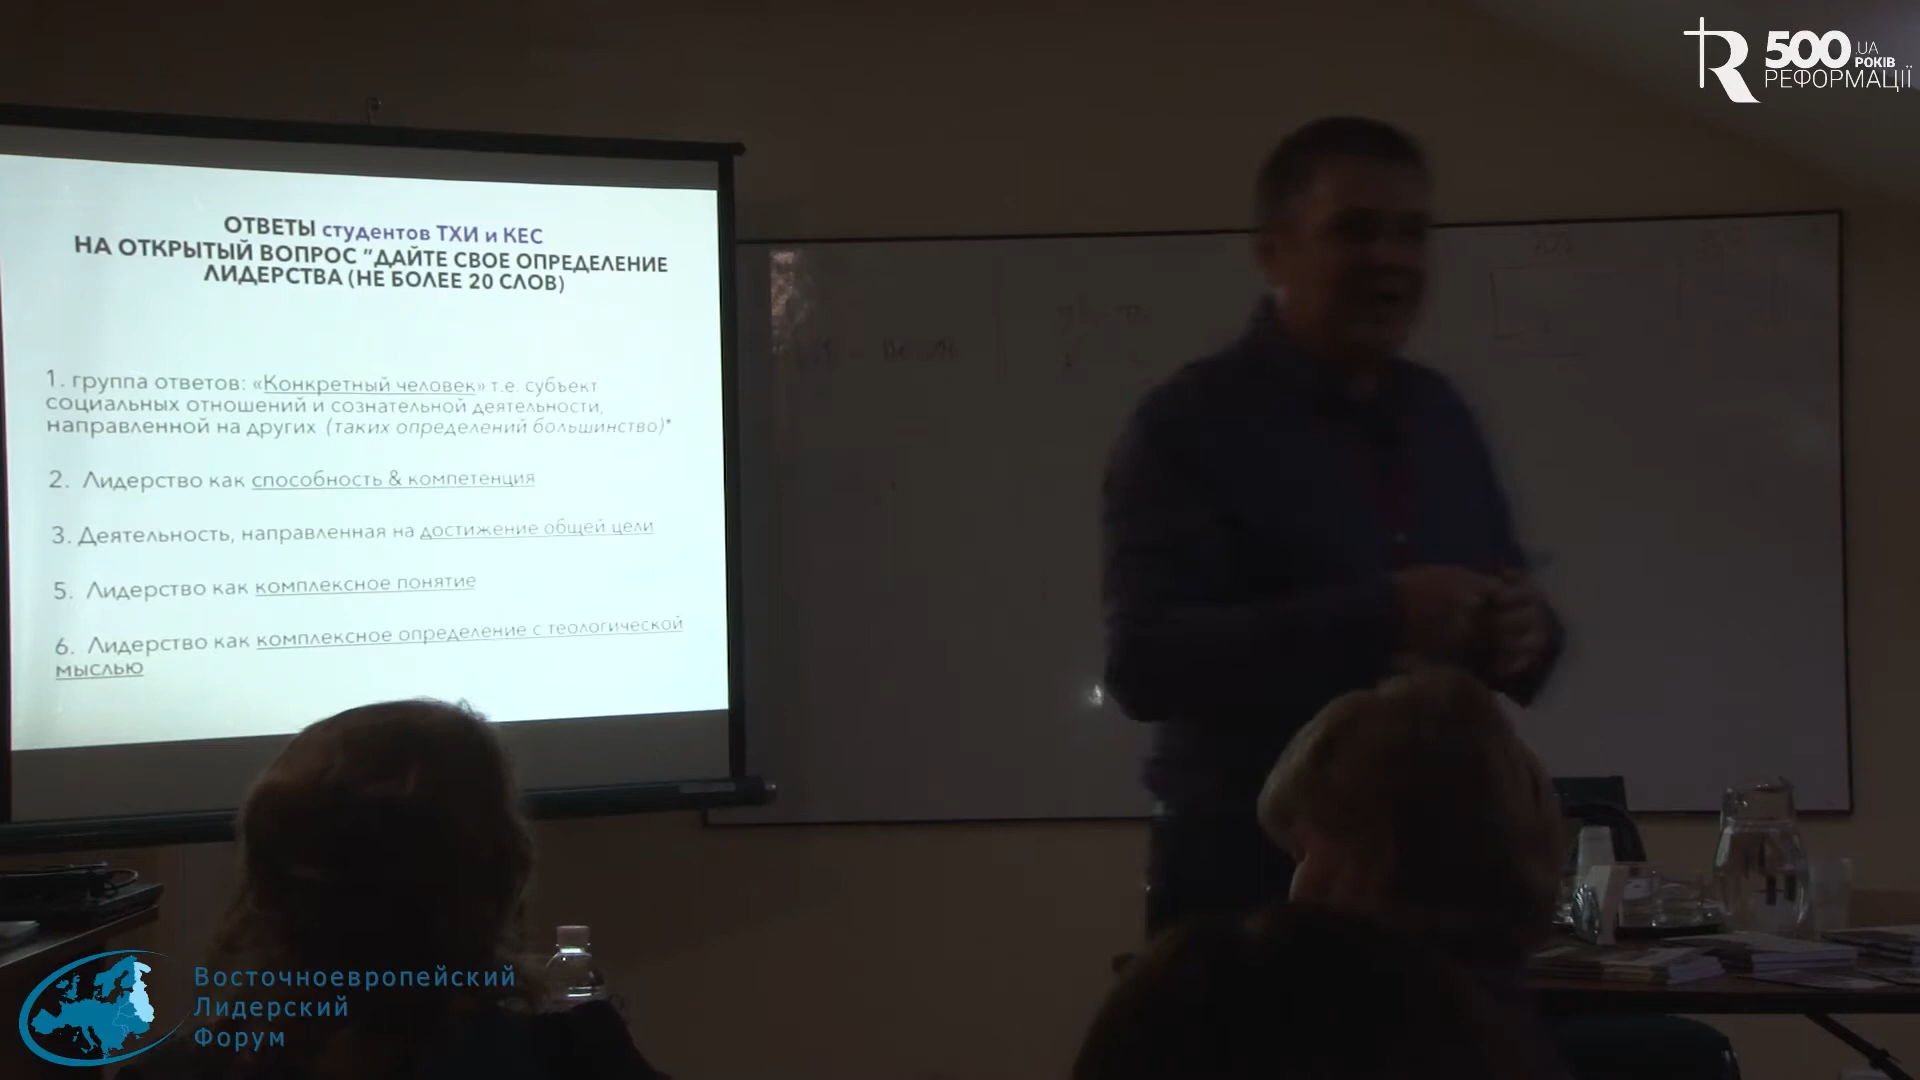 500 .UA
РОКІВ
РЕФОРМАЦІЇ
ОТВЕТЫ студентов ТХИ и КЕС
НА ОТКРЫТЫЙ ВОПРОС "ДАЙТЕ СВОЕ ОПРЕДЕЛЕНИЕ
ЛИДЕРСТВА (НЕ БОЛЕЕ 20 СЛОВ)
1. группа ответов: «Конкретный человек» т.е. субъект
социальных отношений и сознательной деятельности,
направленной на других (таких определений большинство)*
2. Лидерство как способность & компетенция
3. Деятельность, направленная на достижение общей цели
5. Лидерство как комплексное понятие
6. Лидерство как комплексное определение с теологической
мыслью
Восточноевропейский
Лидерский
Форум